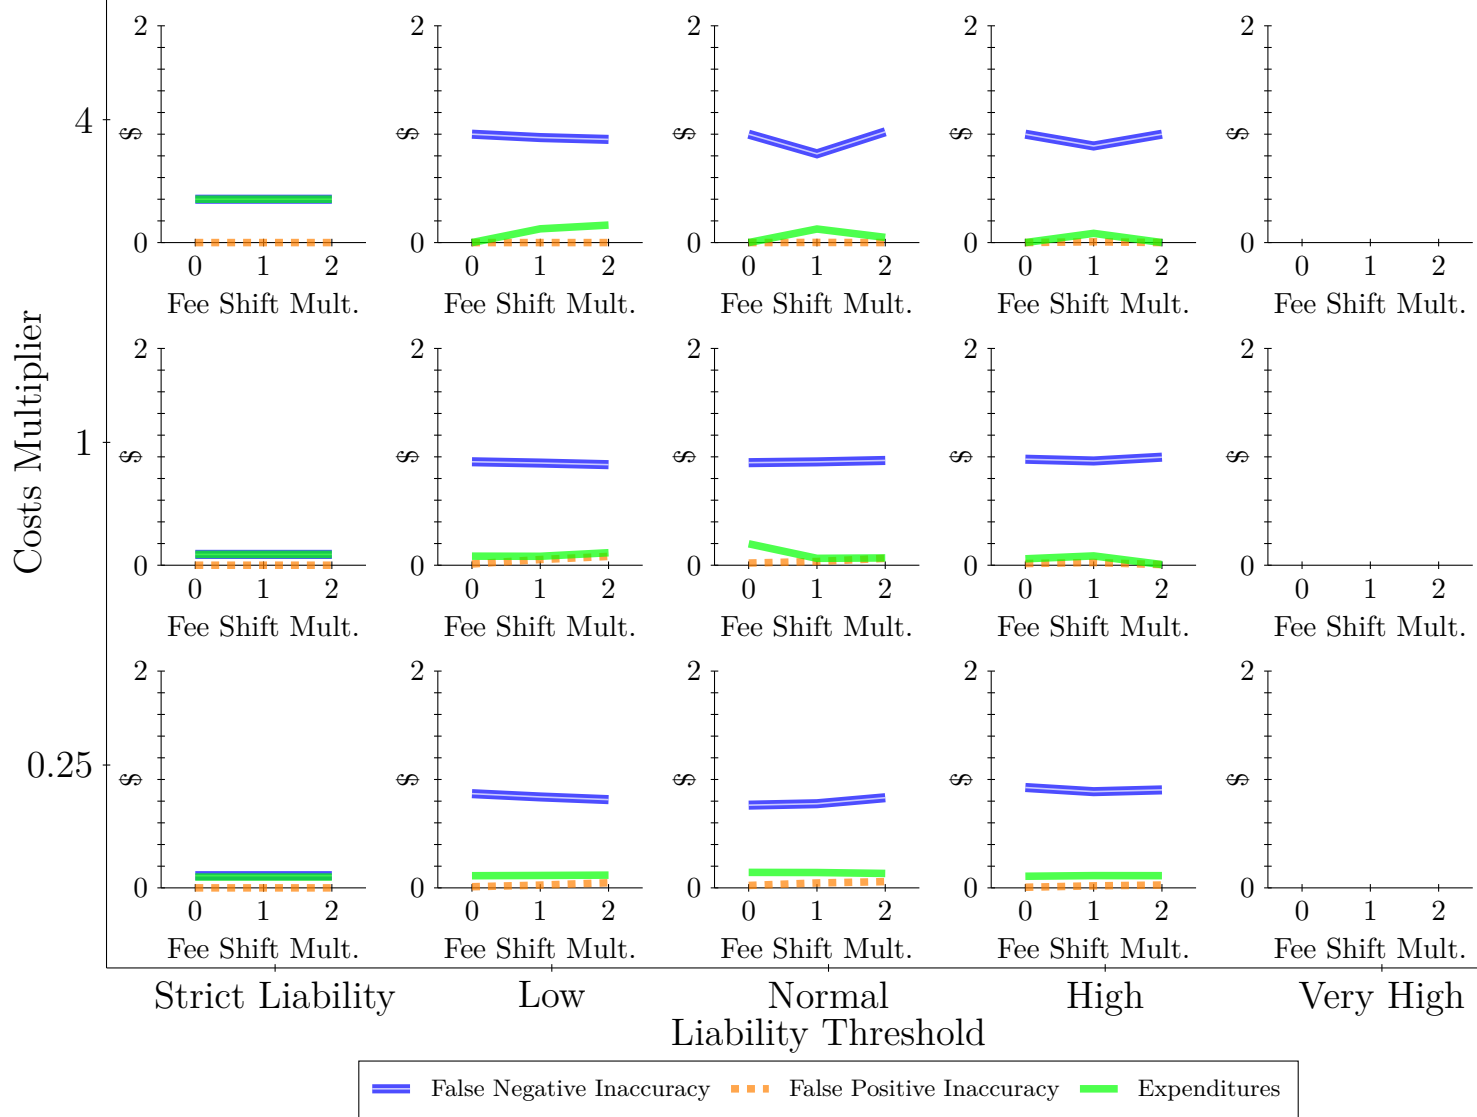 Costs Multiplier
4
2
$
0
0 1 2
Fee Shift Mult.
2
$
0
0 1 2
Fee Shift Mult.
2
$
0
0 1 2
Fee Shift Mult.
2
$
0
0 1 2
Fee Shift Mult.
2
$
0
0 1 2
Fee Shift Mult.
1
2
$
0
0 1 2
Fee Shift Mult.
2
$
0
0 1 2
Fee Shift Mult.
2
$
0
0 1 2
Fee Shift Mult.
2
$
0
0 1 2
Fee Shift Mult.
2
$
0
0 1 2
Fee Shift Mult.
0.25
2
$
0
0 1 2
Fee Shift Mult.
2
$
0
0 1 2
Fee Shift Mult.
2
$
0
0 1 2
Fee Shift Mult.
2
$
0
0 1 2
Fee Shift Mult.
2
$
0
0 1 2
Fee Shift Mult.
Strict Liability Low Normal High Very High
Liability Threshold
False Negative Inaccuracy False Positive Inaccuracy Expenditures